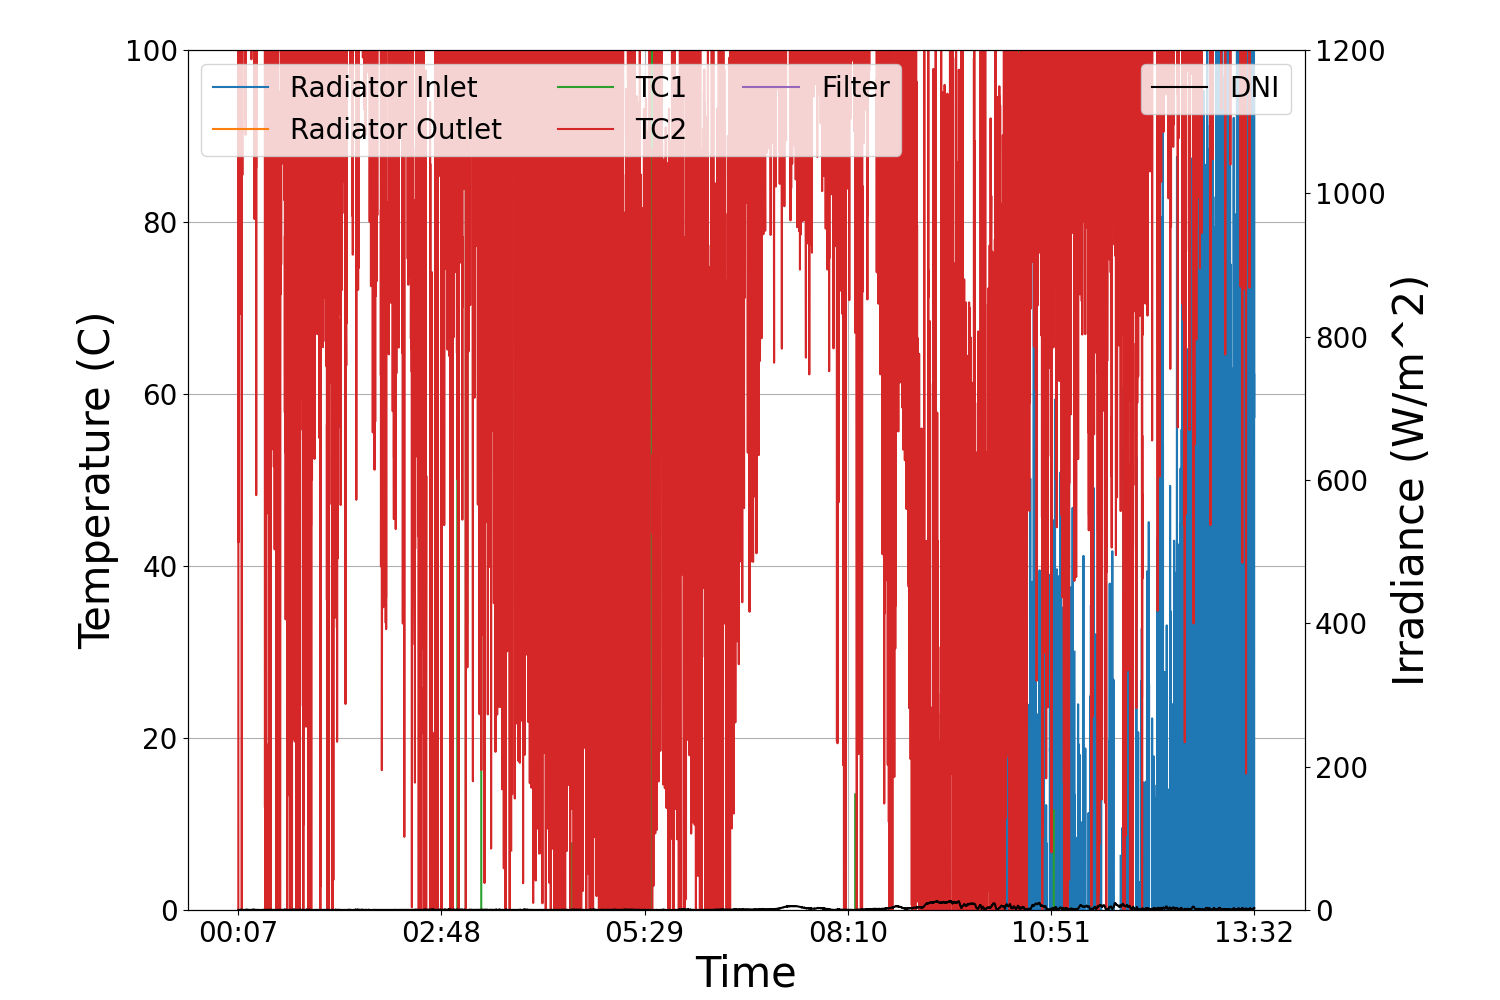 100
80
60
40
20
0
Temperature (C)
Radiator Inlet
Radiator Outlet
TC1
TC2
Filter
DNI
1200
1000
800
600
400
200
0
Irradiance (W/m^2)
00:07
02:48
05:29
08:10
10:51
13:32
Time